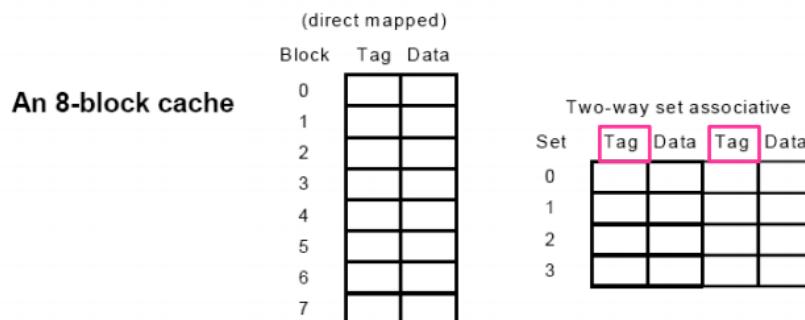 (direct mapped)
Block Tag Data
An 8-block cache
0
1
2
3
4
5
6
7
Two-way set associative
Set Tag Data Tag Data
0
1
2
3